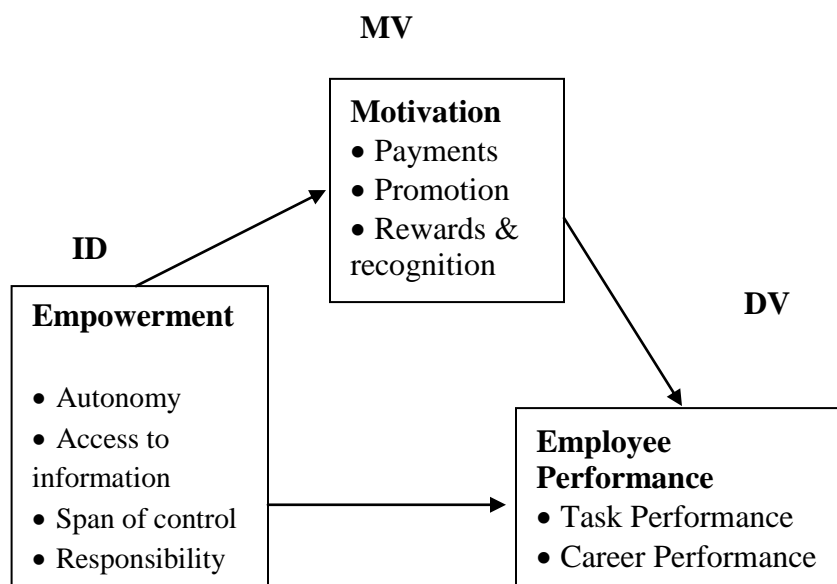 MV
Motivation
• Payments
• Promotion
• Rewards &
recognition
ID
Empowerment
• Autonomy
• Access to
information
• Span of control
• Responsibility
DV
Employee
Performance
• Task Performance
• Career Performance